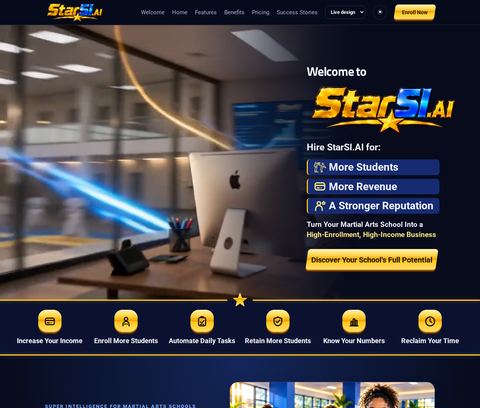 StarSI.AI
Welcome
Home
Features
Benefits
Pricing
Success Stories
Live design
Enroll Now
Welcome to
StarSI.AI
Hire StarSI.AI for:
More Students
More Revenue
A Stronger Reputation
Turn Your Martial Arts School Into a
High-Enrollment, High-Income Business
Discover Your School's Full Potential
Increase Your Income
Enroll More Students
Automate Daily Tasks
Retain More Students
Know Your Numbers
Reclaim Your Time
SUPER INTELLIGENCE FOR MARTIAL ARTS SCHOOLS